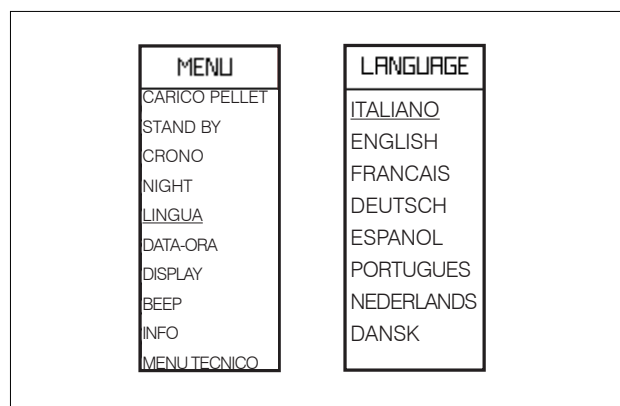 MENU
CARICO PELLET
STAND BY
CRONO
NIGHT
LINGUA
DATA-ORA
DISPLAY
BEEP
INFO
MENU TECNICO
LANGUAGE
ITALIANO
ENGLISH
FRANCAIS
DEUTSCH
ESPANOL
PORTUGUES
NEDERLANDS
DANSK